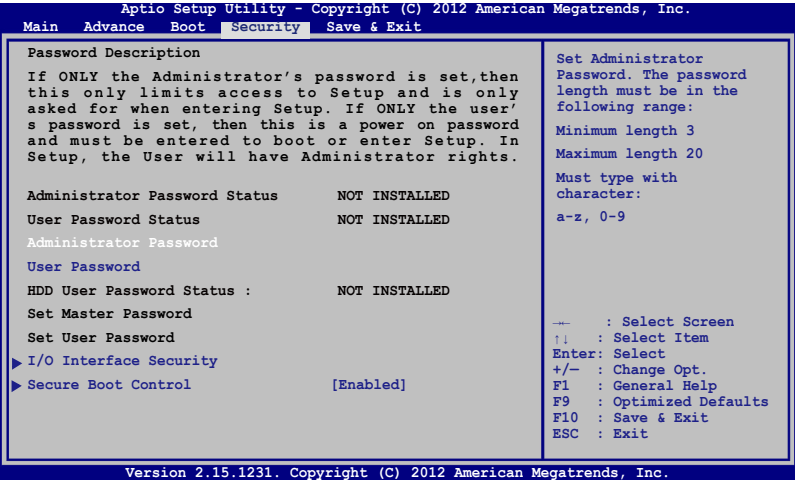 Aptio Setup Utility - Copyright (C) 2012 American Megatrends, Inc.
Main Advance Boot Security Save & Exit
Password Description
If ONLY the Administrator's password is set,then
this only limits access to Setup and is only
asked for when entering Setup. If ONLY the user'
s password is set, then this is a power on password
and must be entered to boot or enter Setup. In
Setup, the User will have Administrator rights.
Administrator Password Status NOT INSTALLED
User Password Status NOT INSTALLED
Administrator Password
User Password
HDD User Password Status : NOT INSTALLED
Set Master Password
Set User Password
I/O Interface Security
Secure Boot Control [Enabled]
Set Administrator
Password. The password
length must be in the
following range:
Minimum length 3
Maximum length 20
Must type with
character:
a-z, 0-9
→← : Select Screen
↑↓ : Select Item
Enter: Select
+/— : Change Opt.
F1 : General Help
F9 : Optimized Defaults
F10 : Save & Exit
ESC : Exit
Version 2.15.1231. Copyright (C) 2012 American Megatrends, Inc.